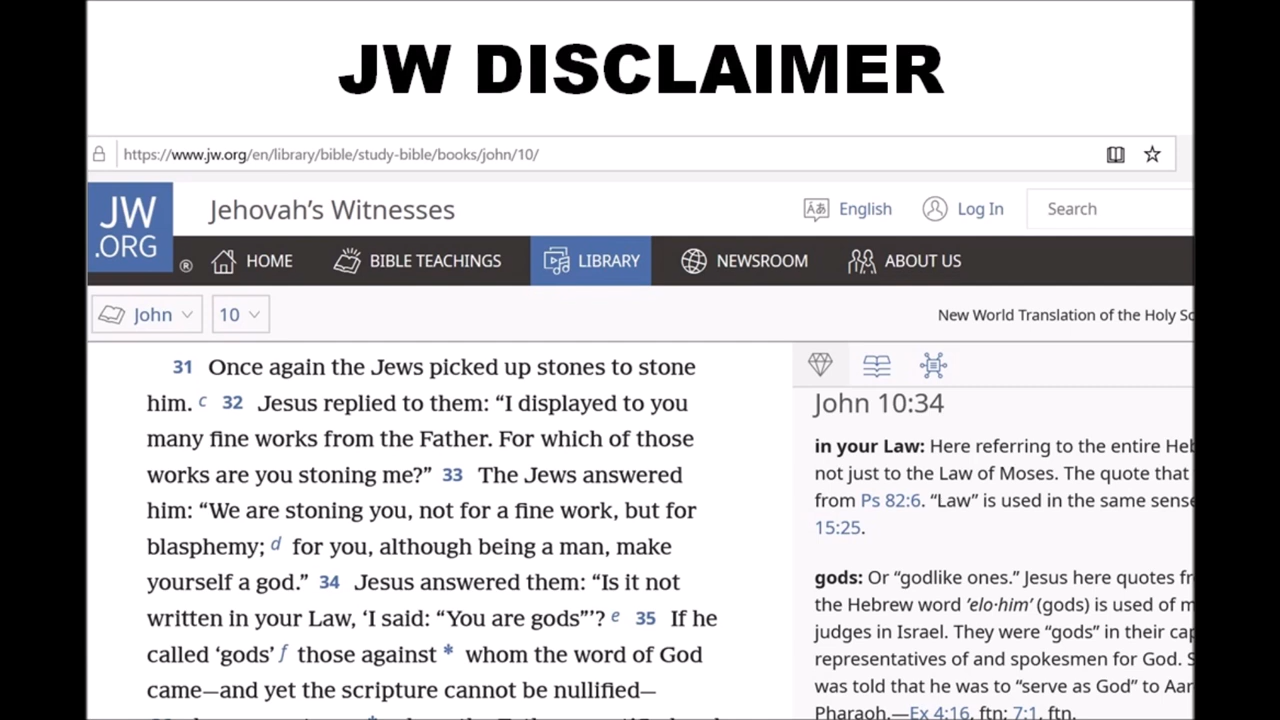 JW DISCLAIMER
https://www.jw.org/en/library/bible/study-bible/books/john/10/
JW
.ORG
®
Jehovah’s Witnesses
English
Log In
Search
HOME
BIBLE TEACHINGS
LIBRARY
NEWSROOM
ABOUT US
John
10
New World Translation of the Holy
31 Once again the Jews picked up stones to stone
him. c 32 Jesus replied to them: “I displayed to you
many fine works from the Father. For which of those
works are you stoning me?” 33 The Jews answered
him: “We are stoning you, not for a fine work, but for
blasphemy; d for you, although being a man, make
yourself a god.” 34 Jesus answered them: “Is it not
written in your Law, ‘I said: “You are gods”’? e 35 If he
called ‘gods’ f those against * whom the word of God
came—and yet the scripture cannot be nullified—
John 10:34
in your Law: Here referring to the entire
not just to the Law of Moses. The quote that
from Ps 82:6. “Law” is used in the same sense
15:25.
gods: Or “godlike ones.” Jesus here quotes
the Hebrew word ’elo·him′ (gods) is used of
judges in Israel. They were “gods” in their
representatives of and spokesmen for God.
was told that he was to “serve as God” to
Pharaoh.—Ex 4:16, ftn; 7:1, ftn.